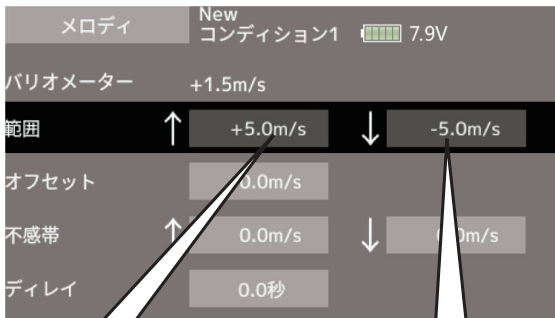 メロディ
New
コンディション1 7.9V
バリオメーター +1.5m/s
範囲 ↑ +5.0m/s ↓ -5.0m/s
オフセット 0.0m/s
不感帯 ↑ 0.0m/s ↓ m/s
ディレイ 0.0秒